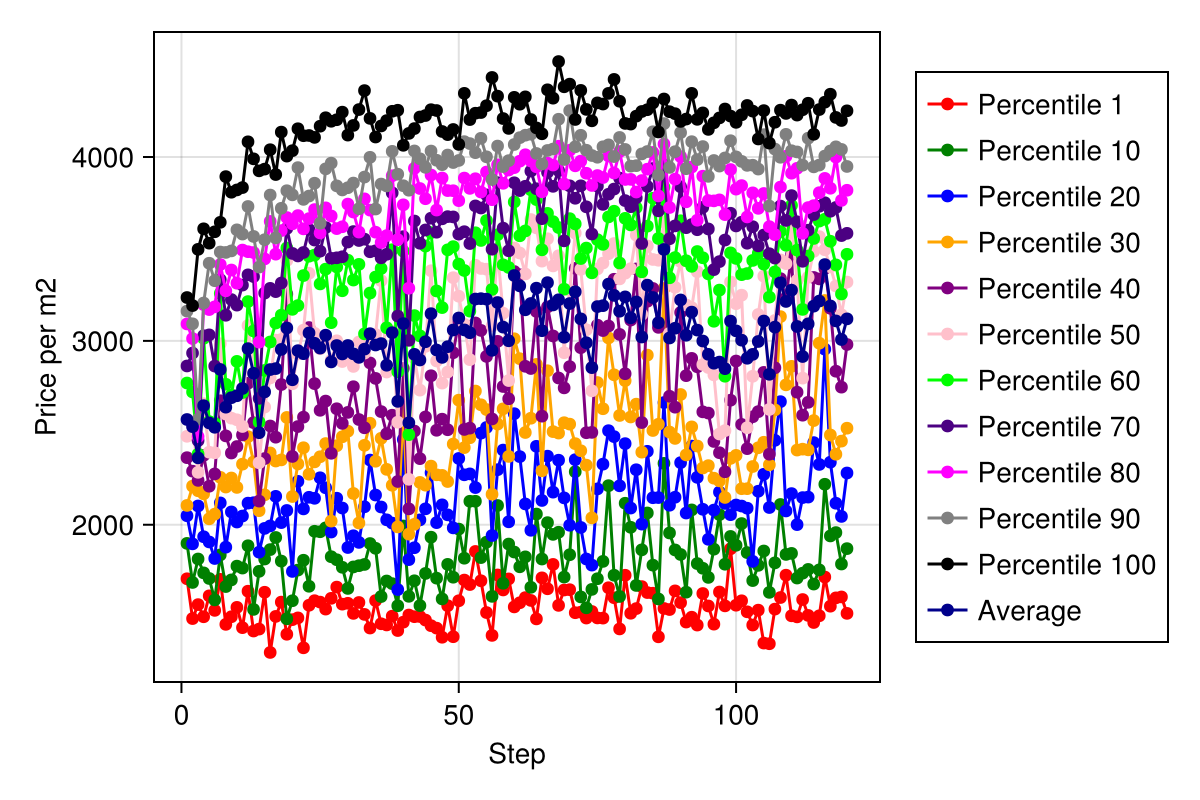 Price per m2
4000
3000
2000
0
50
100
Step
Percentile 1
Percentile 10
Percentile 20
Percentile 30
Percentile 40
Percentile 50
Percentile 60
Percentile 70
Percentile 80
Percentile 90
Percentile 100
Average